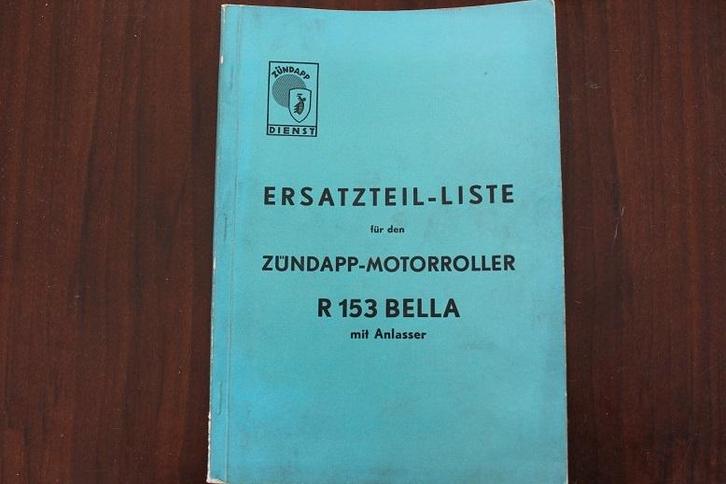 ZÜNDAPP
DIENST
ERSATZTEIL-LISTE
für den
ZÜNDAPP-MOTORROLLER
R 153 BELLA
mit Anlasser